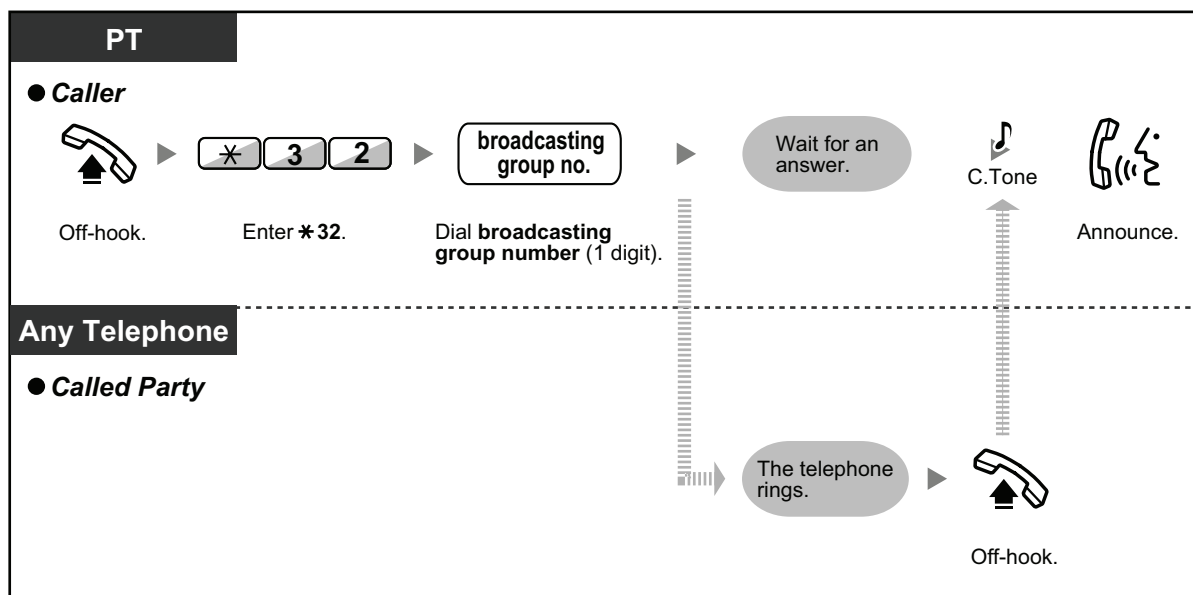 PT
● Caller
✳ 3 2
broadcasting
group no.
Wait for an
answer.
C.Tone
Off-hook.
Enter ✳32.
Dial broadcasting
group number (1 digit).
Announce.
Any Telephone
● Called Party
The telephone
rings.
Off-hook.